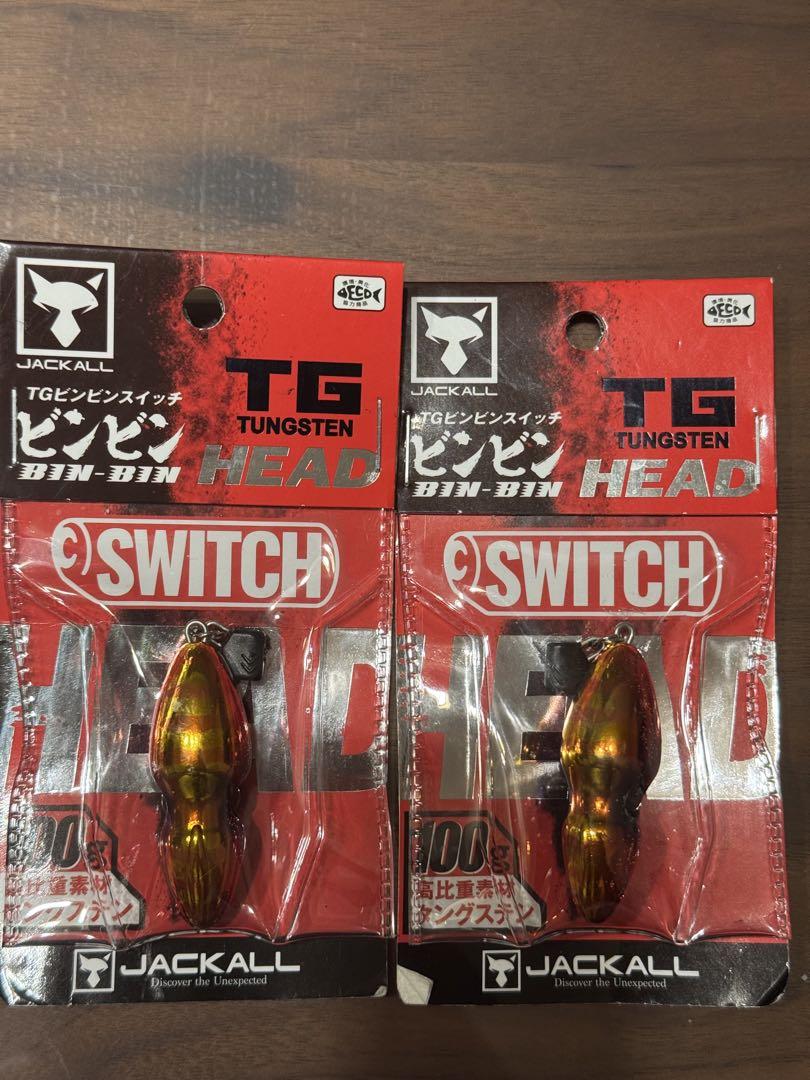 JACKALL
TGビンビンスイッチ
ビンビン
BIN-BIN
TG
TUNGSTEN
HEAD
ECO
SWITCH
HEAD
JACKALL
Discover the Unexpected
JACKALL
TGビンビンスイッチ
ビンビン
BIN-BIN
TG
TUNGSTEN
HEAD
ECO
SWITCH
HEAD
100g
高比重素材
タングステン
JACKALL
Discover the Unexpected